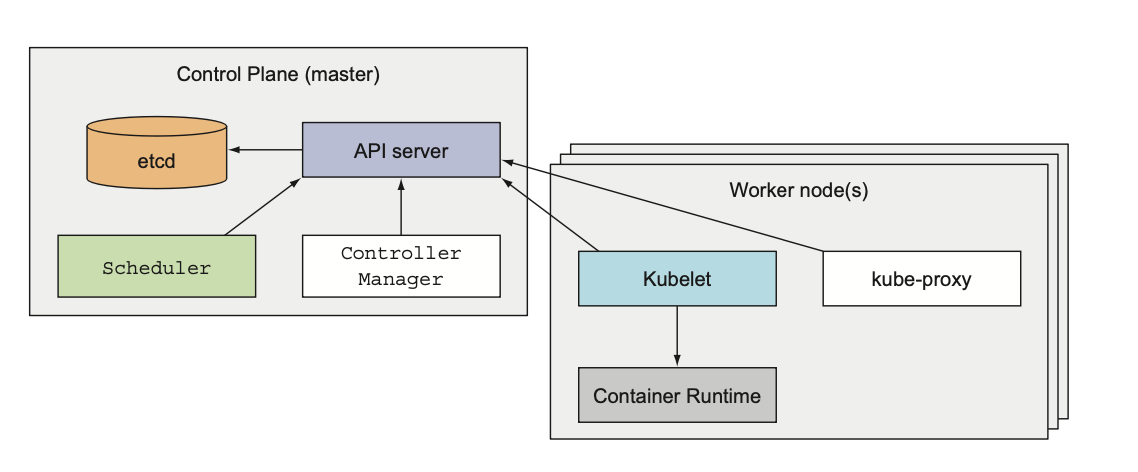 Control Plane (master)
etcd
API server
Scheduler
Controller
Manager
Worker node(s)
Kubelet
kube-proxy
Container Runtime